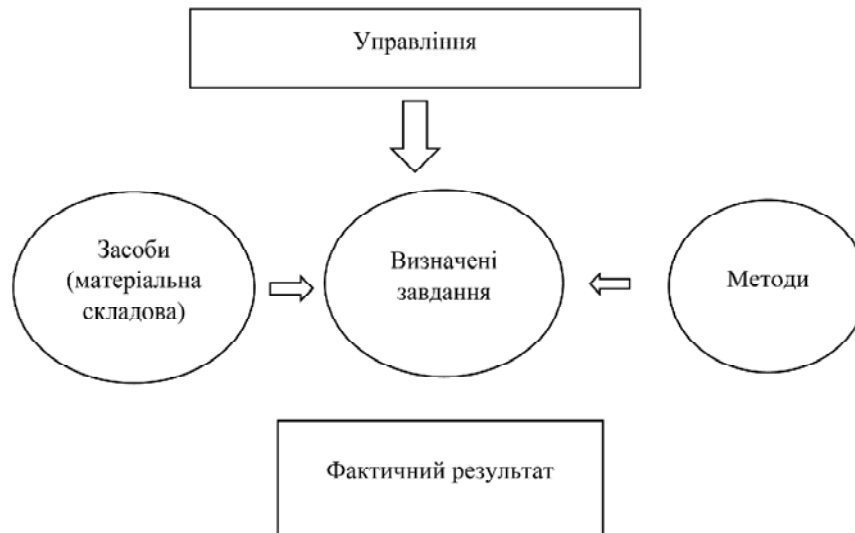 Управління
Засоби
(матеріальна
складова)
Визначені
завдання
Методи
Фактичний результат